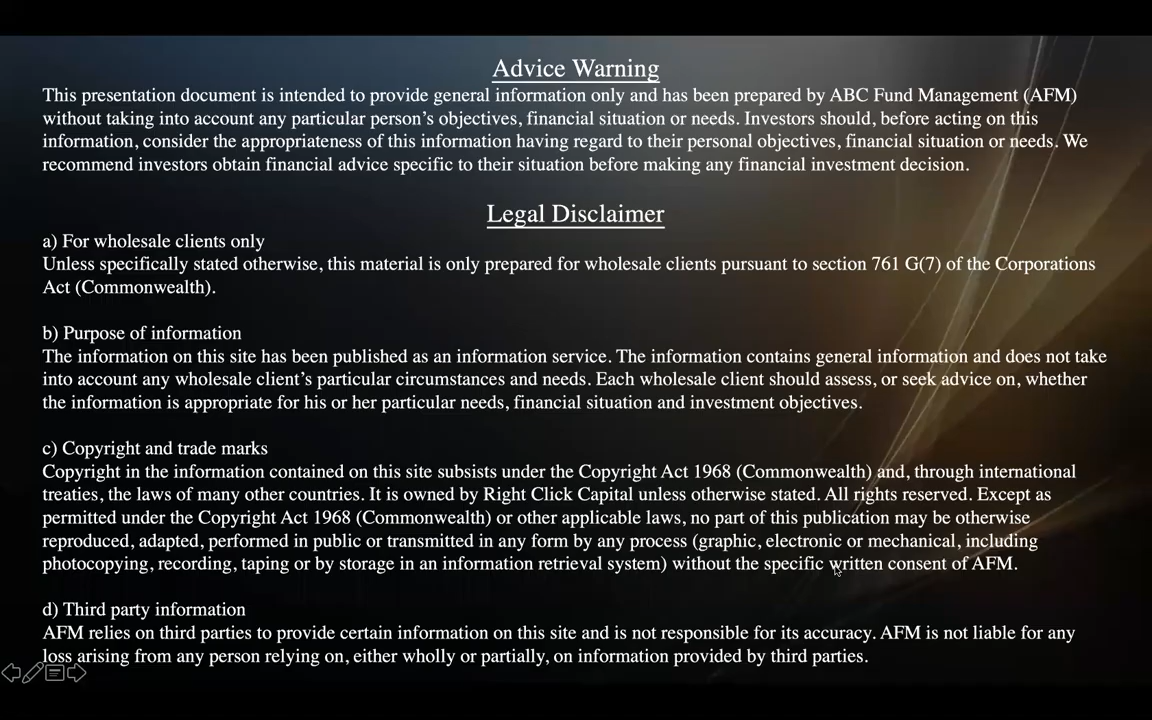 Advice Warning
This presentation document is intended to provide general information only and has been prepared by ABC Fund Management (AFM)
without taking into account any particular person's objectives, financial situation or needs. Investors should, before acting on this
information, consider the appropriateness of this information having regard to their personal objectives, financial situation or needs. We
recommend investors obtain financial advice specific to their situation before making any financial investment decision.
Legal Disclaimer
a) For wholesale clients only
Unless specifically stated otherwise, this material is only prepared for wholesale clients pursuant to section 761 G(7) of the Corporations
Act (Commonwealth).
b) Purpose of information
The information on this site has been published as an information service. The information contains general information and does not take
into account any wholesale client's particular circumstances and needs. Each wholesale client should assess, or seek advice on, whether
the information is appropriate for his or her particular needs, financial situation and investment objectives.
c) Copyright and trade marks
Copyright in the information contained on this site subsists under the Copyright Act 1968 (Commonwealth) and, through international
treaties, the laws of many other countries. It is owned by Right Click Capital unless otherwise stated. All rights reserved. Except as
permitted under the Copyright Act 1968 (Commonwealth) or other applicable laws, no part of this publication may be otherwise
reproduced, adapted, performed in public or transmitted in any form by any process (graphic, electronic or mechanical, including
photocopying, recording, taping or by storage in an information retrieval system) without the specific written consent of AFM.
d) Third party information
AFM relies on third parties to provide certain information on this site and is not responsible for its accuracy. AFM is not liable for any
loss arising from any person relying on, either wholly or partially, on information provided by third parties.